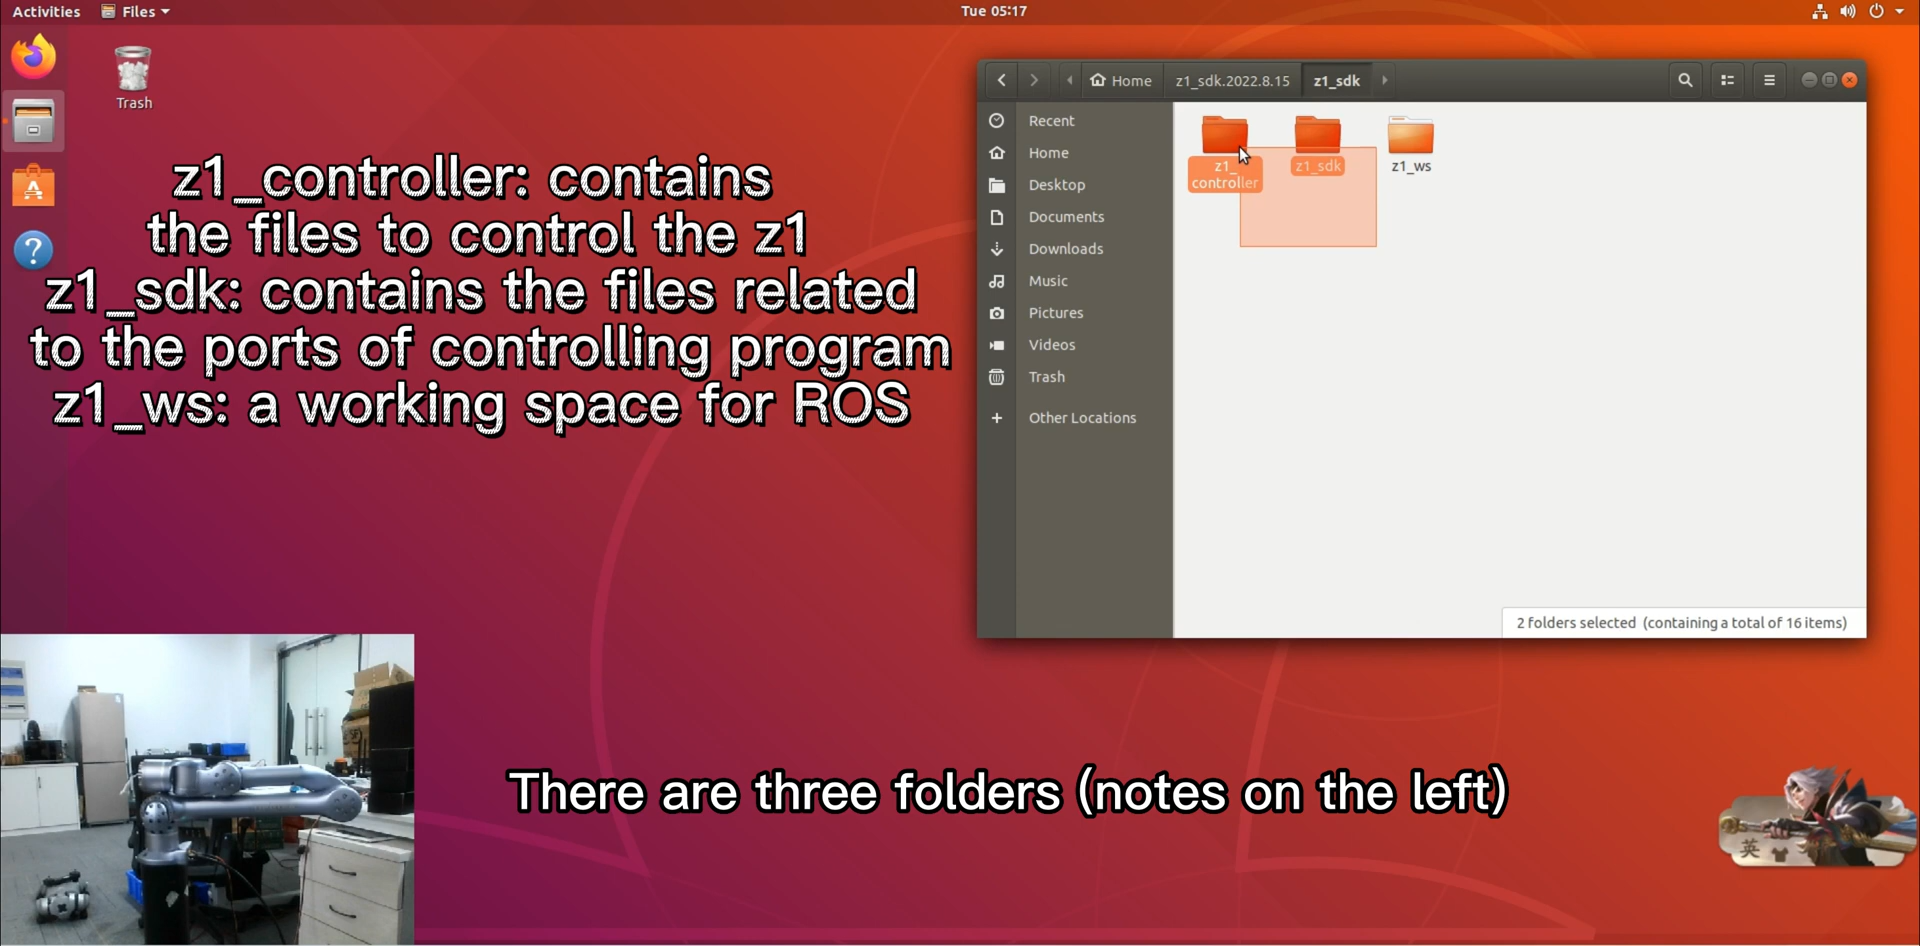 Activities
Files
Tue 05:17
Trash
Home
z1_sdk.2022.8.15
z1_sdk
Recent
Home
Desktop
Documents
Downloads
Music
Pictures
Videos
Trash
Other Locations
z1_
controller
z1_sdk
z1_ws
2 folders selected (containing a total of 16 items)
z1_controller: contains
the files to control the z1
z1_sdk: contains the files related
to the ports of controlling program
z1_ws: a working space for ROS
There are three folders (notes on the left)
英